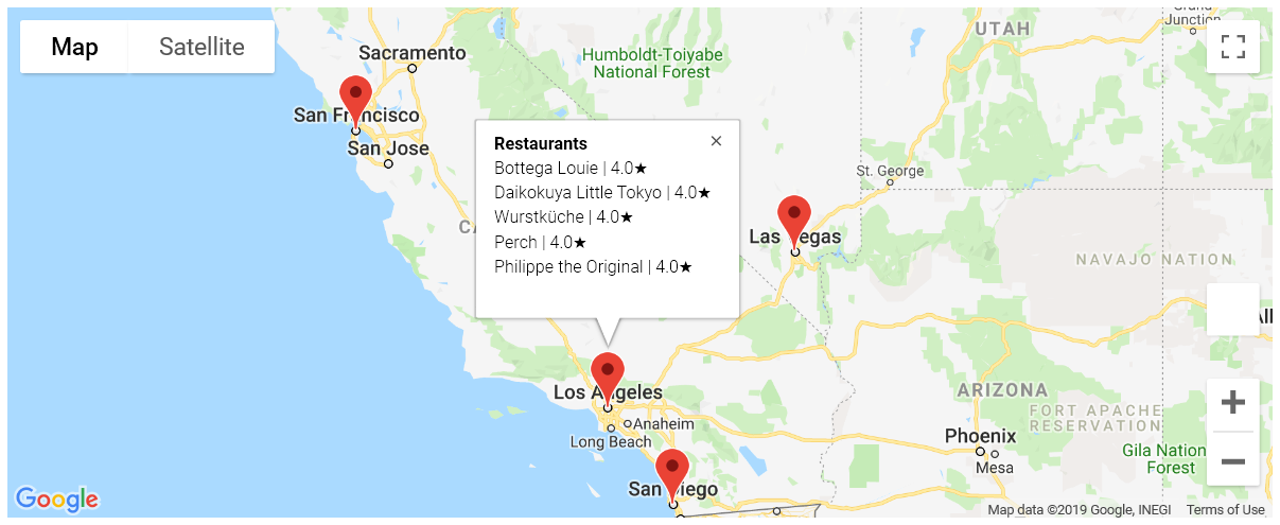 Map
Satellite
Sacramento
Humboldt-Toiyabe
National Forest
UTAH
Grand
Junction
San Francisco
San Jose
St. George
Restaurants
Bottega Louie | 4.0★
Daikokuya Little Tokyo | 4.0★
Wurstküche | 4.0★
Perch | 4.0★
Philippe the Original | 4.0★
Las Vegas
NAVAJO NATION
Los Angeles
Anaheim
Long Beach
ARIZONA
FORT APACHE
RESERVATION
Phoenix
Mesa
Gila Nation
Forest
San Diego
Google
Map data ©2019 Google, INEGI
Terms of Use